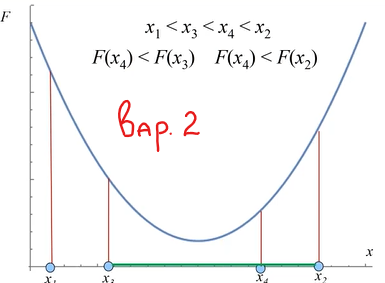 F
x₁ < x₃ < x₄ < x₂
F(x₄) < F(x₃) F(x₄) < F(x₂)
вар. 2
x
x₁ x₃ x₄ x₂